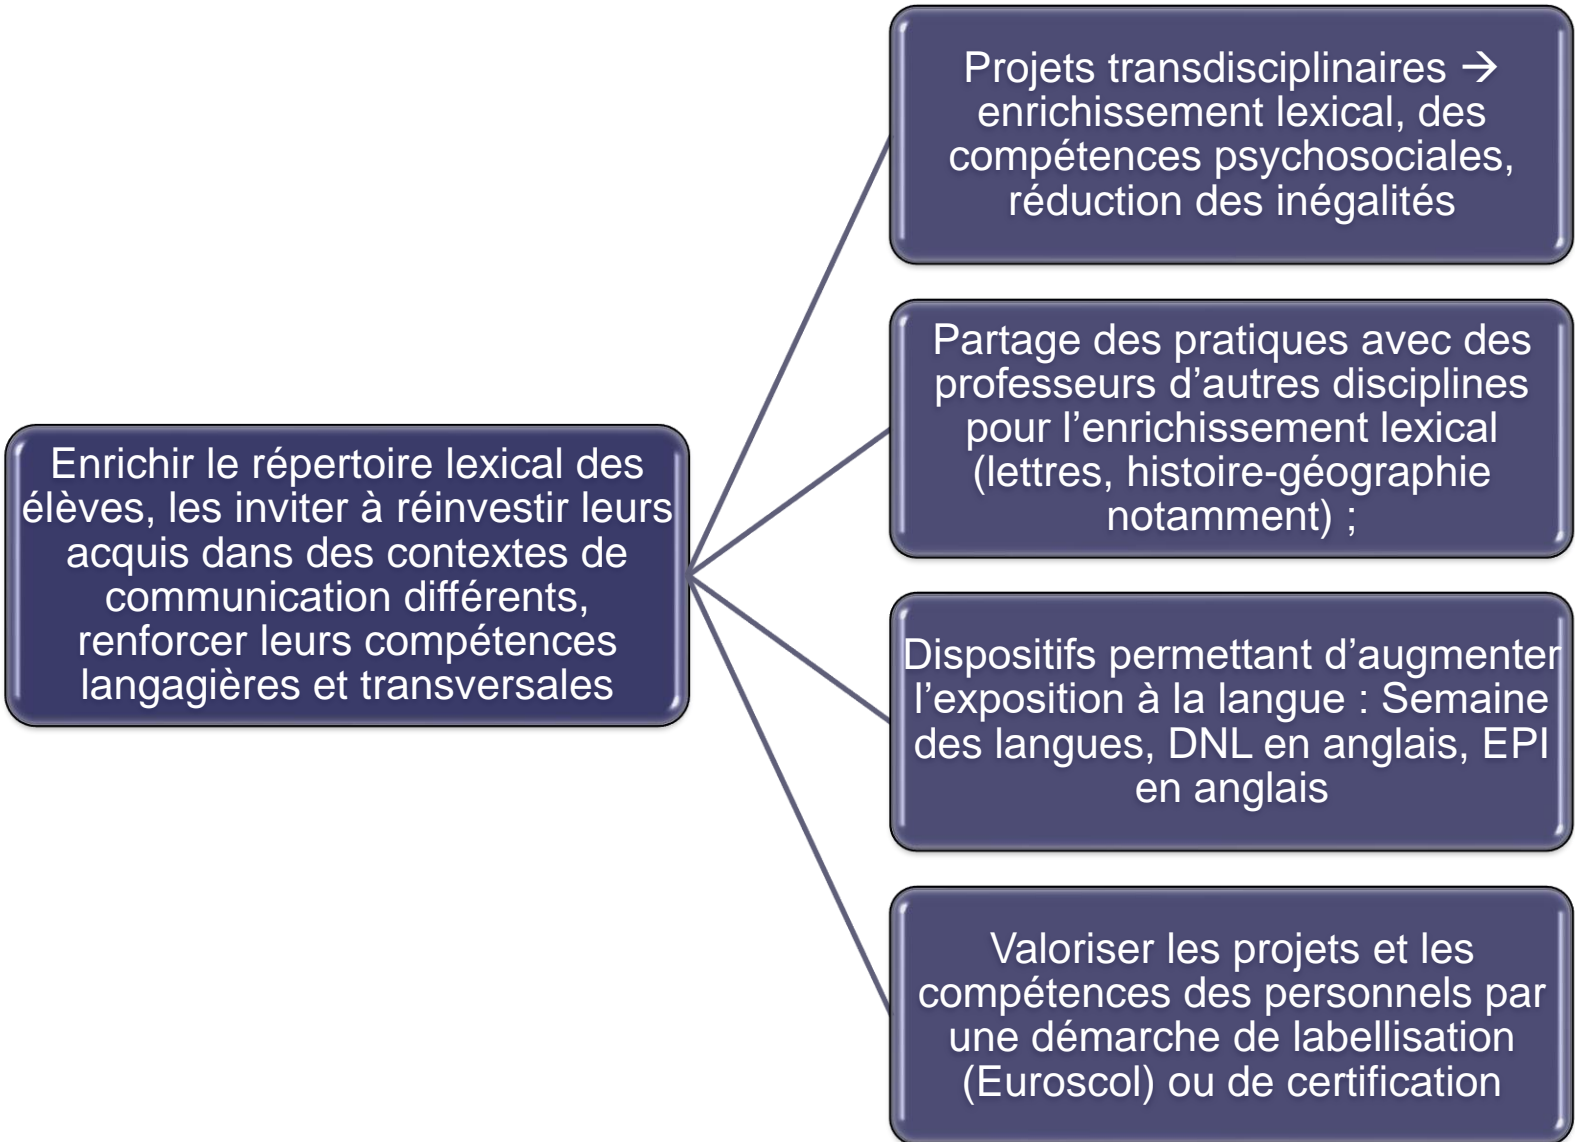 Enrichir le répertoire lexical des
élèves, les inviter à réinvestir leurs
acquis dans des contextes de
communication différents,
renforcer leurs compétences
langagières et transversales
Projets transdisciplinaires →
enrichissement lexical, des
compétences psychosociales,
réduction des inégalités
Partage des pratiques avec des
professeurs d’autres disciplines
pour l’enrichissement lexical
(lettres, histoire-géographie
notamment) ;
Dispositifs permettant d’augmenter
l’exposition à la langue : Semaine
des langues, DNL en anglais, EPI
en anglais
Valoriser les projets et les
compétences des personnels par
une démarche de labellisation
(Euroscol) ou de certification